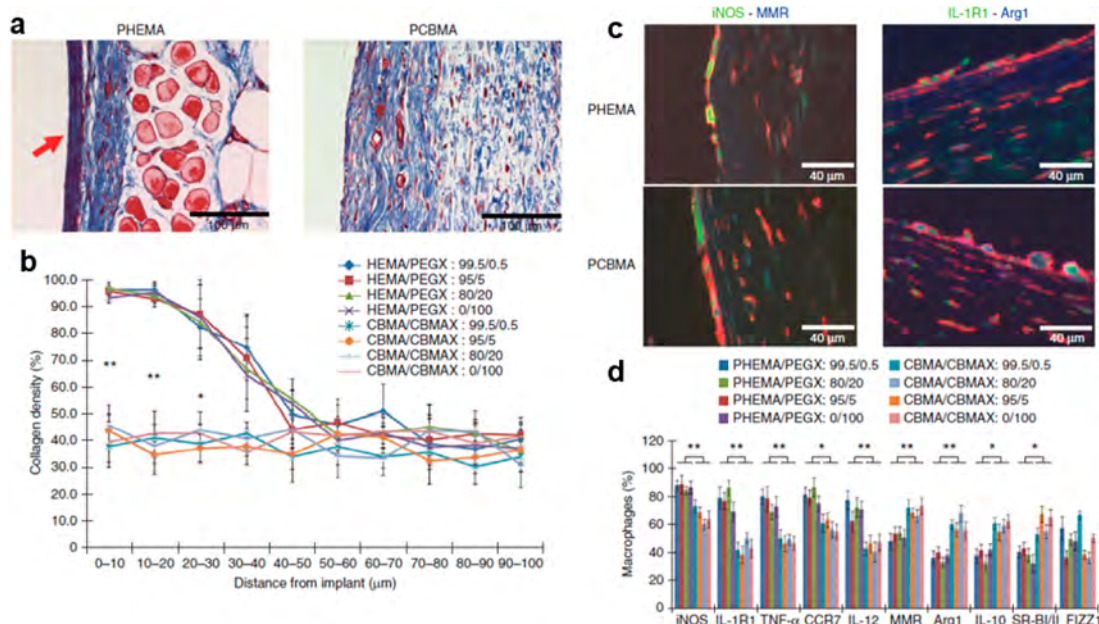 a
PHEMA
PCBMA
100 μm
100 μm
b
100.0
90.0
80.0
70.0
60.0
50.0
40.0
30.0
20.0
10.0
0
Collagen density (%)
**
**
*
HEMA/PEGX : 99.5/0.5
HEMA/PEGX : 95/5
HEMA/PEGX : 80/20
HEMA/PEGX : 0/100
CBMA/CBMAX : 99.5/0.5
CBMA/CBMAX : 95/5
CBMA/CBMAX : 80/20
CBMA/CBMAX : 0/100
0–10 10–20 20–30 30–40 40–50 50–60 60–70 70–80 80–90 90–100
Distance from implant (μm)
c
iNOS - MMR
IL-1R1 - Arg1
PHEMA
40 μm
40 μm
PCBMA
40 μm
40 μm
d
PHEMA/PEGX: 99.5/0.5
CBMA/CBMAX: 99.5/0.5
PHEMA/PEGX: 80/20
CBMA/CBMAX: 80/20
PHEMA/PEGX: 95/5
CBMA/CBMAX: 95/5
PHEMA/PEGX: 0/100
CBMA/CBMAX: 0/100
120
100
80
60
40
20
0
Macrophages (%)
** ** ** * ** ** ** * *
iNOS IL-1R1 TNF-α CCR7 IL-12 MMR Arg1 IL-10 SR-BI/II FIZZ1